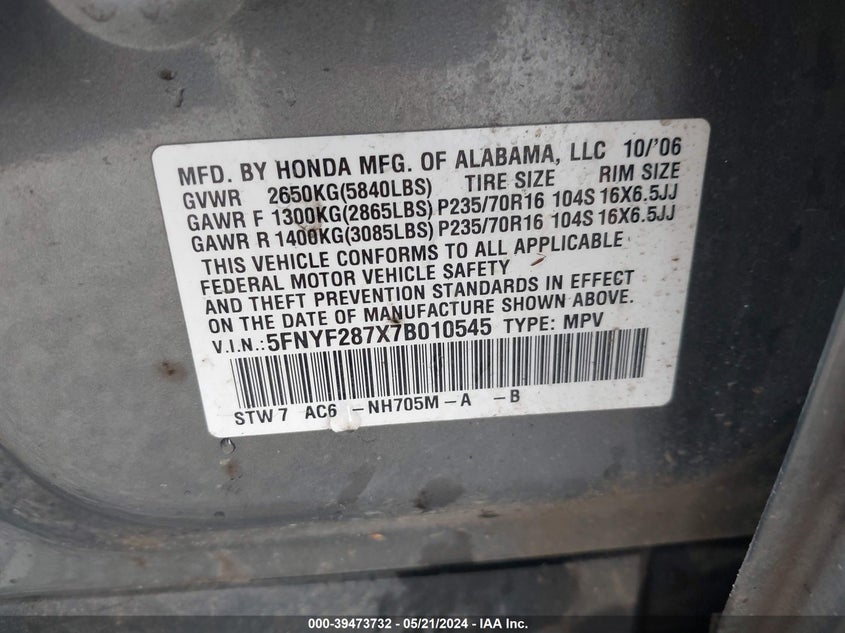 MFD. BY HONDA MFG. OF ALABAMA, LLC 10/'06
GVWR 2650KG(5840LBS) TIRE SIZE RIM SIZE
GAWR F 1300KG(2865LBS) P235/70R16 104S 16X6.5JJ
GAWR R 1400KG(3085LBS) P235/70R16 104S 16X6.5JJ
THIS VEHICLE CONFORMS TO ALL APPLICABLE
FEDERAL MOTOR VEHICLE SAFETY
AND THEFT PREVENTION STANDARDS IN EFFECT
ON THE DATE OF MANUFACTURE SHOWN ABOVE.
V.I.N.: 5FNYF287X7B010545 TYPE: MPV
STW7 AC6 -NH705M-A -B
000-39473732 - 05/21/2024 - IAA Inc.